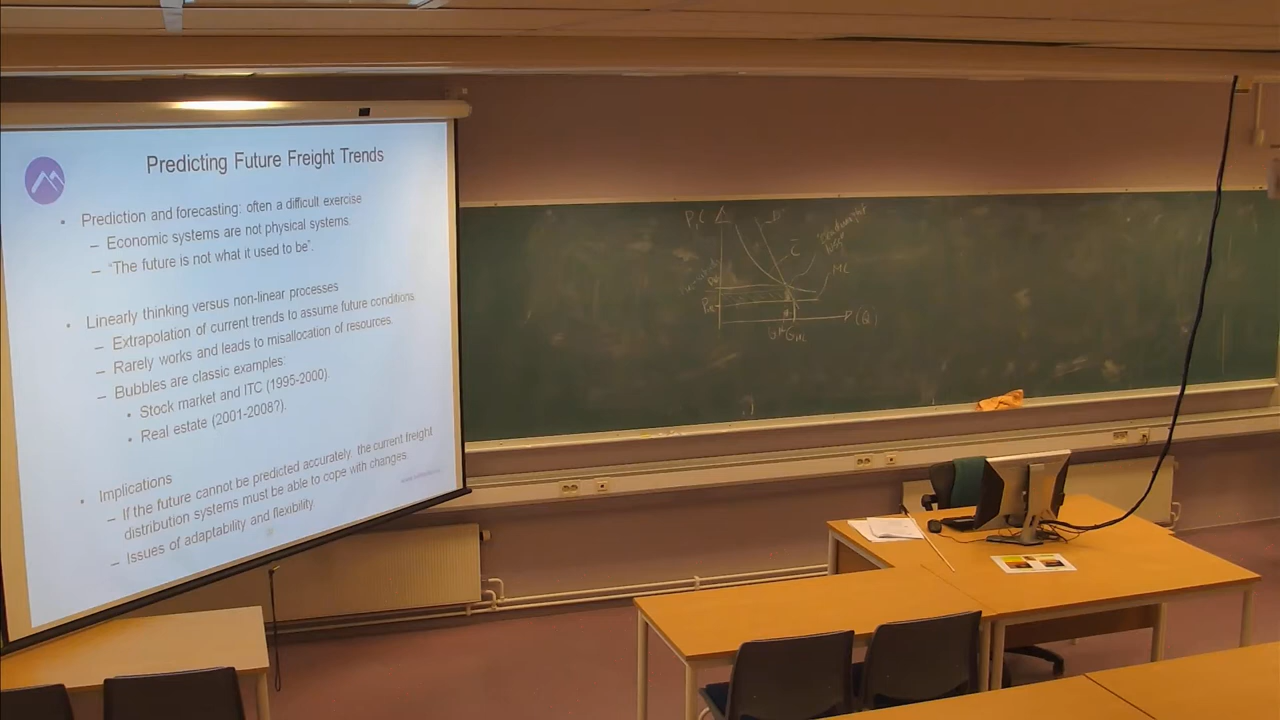 Predicting Future Freight Trends
• Prediction and forecasting: often a difficult exercise
– Economic systems are not physical systems.
– “The future is not what it used to be”.
• Linearly thinking versus non-linear processes
– Extrapolation of current trends to assume future conditions.
– Rarely works and leads to misallocation of resources.
– Bubbles are classic examples:
• Stock market and ITC (1995-2000).
• Real estate (2001-2008?).
• Implications
– If the future cannot be predicted accurately, the current freight
distribution systems must be able to cope with changes.
– Issues of adaptability and flexibility.
P,C
D
C
MC
(Q)